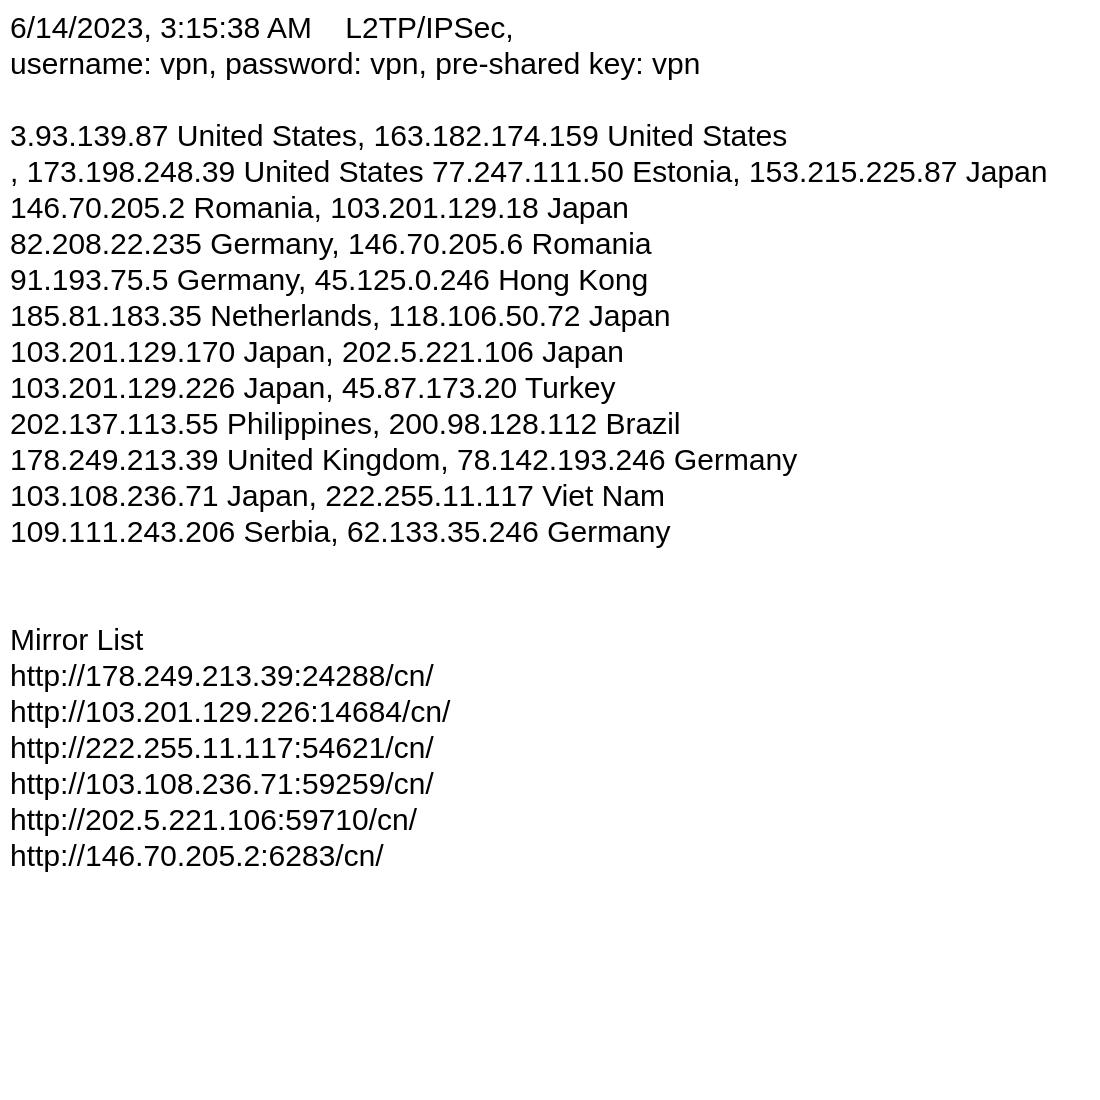 6/14/2023, 3:15:38 AM    L2TP/IPSec,
username: vpn, password: vpn, pre-shared key: vpn
3.93.139.87 United States, 163.182.174.159 United States
, 173.198.248.39 United States 77.247.111.50 Estonia, 153.215.225.87 Japan
146.70.205.2 Romania, 103.201.129.18 Japan
82.208.22.235 Germany, 146.70.205.6 Romania
91.193.75.5 Germany, 45.125.0.246 Hong Kong
185.81.183.35 Netherlands, 118.106.50.72 Japan
103.201.129.170 Japan, 202.5.221.106 Japan
103.201.129.226 Japan, 45.87.173.20 Turkey
202.137.113.55 Philippines, 200.98.128.112 Brazil
178.249.213.39 United Kingdom, 78.142.193.246 Germany
103.108.236.71 Japan, 222.255.11.117 Viet Nam
109.111.243.206 Serbia, 62.133.35.246 Germany
Mirror List
http://178.249.213.39:24288/cn/
http://103.201.129.226:14684/cn/
http://222.255.11.117:54621/cn/
http://103.108.236.71:59259/cn/
http://202.5.221.106:59710/cn/
http://146.70.205.2:6283/cn/